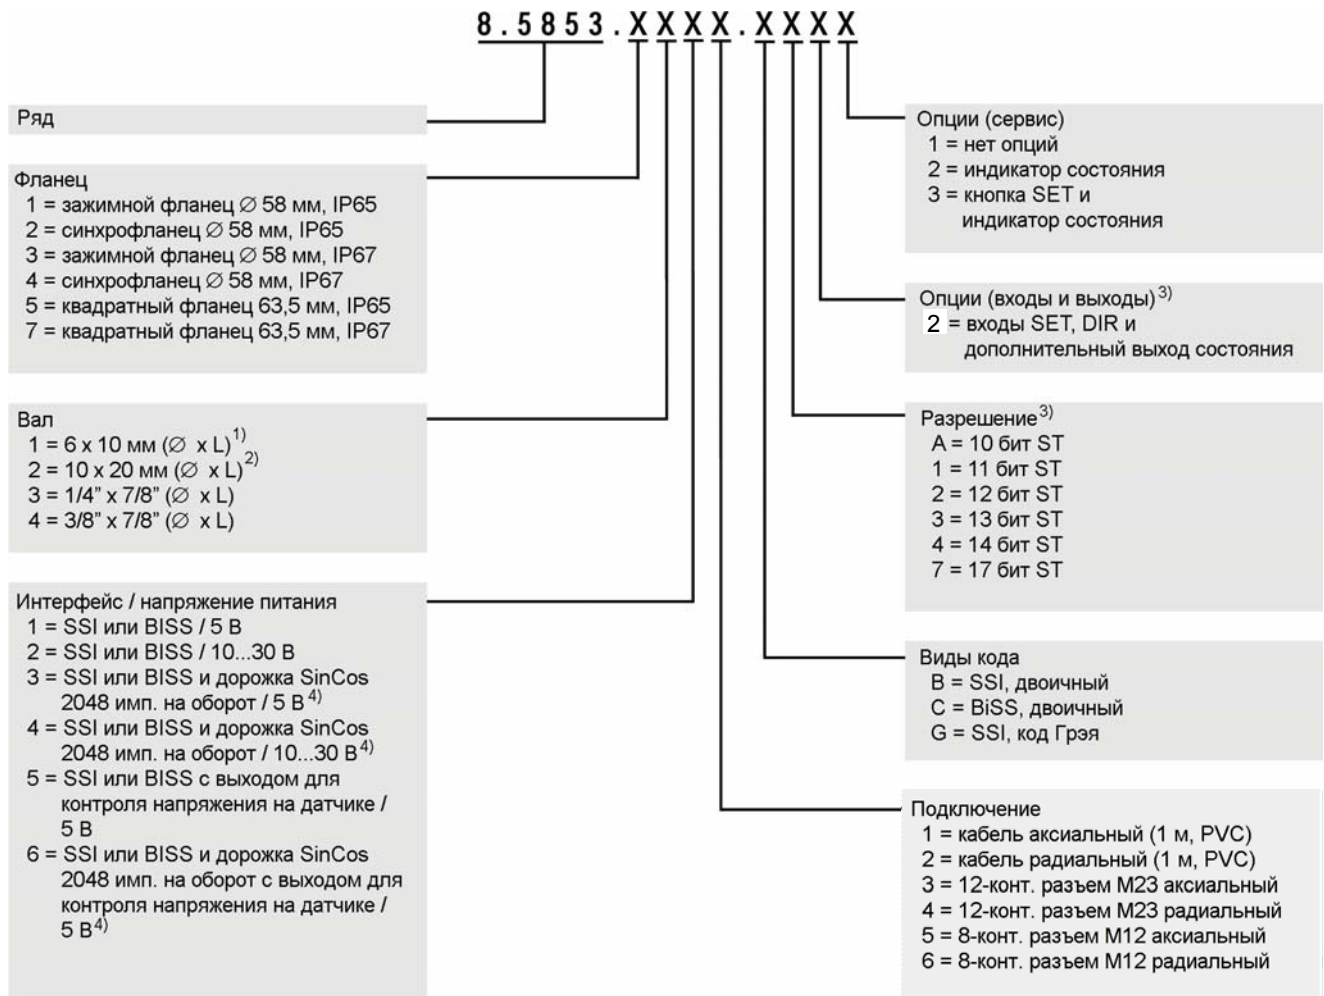 8.5853.XXXX.XXXX
Ряд
Фланец
1 = зажимной фланец ∅ 58 мм, IP65
2 = синхрофланец ∅ 58 мм, IP65
3 = зажимной фланец ∅ 58 мм, IP67
4 = синхрофланец ∅ 58 мм, IP67
5 = квадратный фланец 63,5 мм, IP65
7 = квадратный фланец 63,5 мм, IP67
Вал
1 = 6 x 10 мм (∅ x L)1)
2 = 10 x 20 мм (∅ x L)2)
3 = 1/4” x 7/8” (∅ x L)
4 = 3/8” x 7/8” (∅ x L)
Интерфейс / напряжение питания
1 = SSI или BISS / 5 В
2 = SSI или BISS / 10...30 В
3 = SSI или BISS и дорожка SinCos
2048 имп. на оборот / 5 В 4)
4 = SSI или BISS и дорожка SinCos
2048 имп. на оборот / 10...30 В4)
5 = SSI или BISS с выходом для
контроля напряжения на датчике /
5 В
6 = SSI или BISS и дорожка SinCos
2048 имп. на оборот с выходом для
контроля напряжения на датчике /
5 В4)
Опции (сервис)
1 = нет опций
2 = индикатор состояния
3 = кнопка SET и
индикатор состояния
Опции (входы и выходы)3)
2 = входы SET, DIR и
дополнительный выход состояния
Разрешение3)
A = 10 бит ST
1 = 11 бит ST
2 = 12 бит ST
3 = 13 бит ST
4 = 14 бит ST
7 = 17 бит ST
Виды кода
B = SSI, двоичный
C = BiSS, двоичный
G = SSI, код Грэя
Подключение
1 = кабель аксиальный (1 м, PVC)
2 = кабель радиальный (1 м, PVC)
3 = 12-конт. разъем M23 аксиальный
4 = 12-конт. разъем M23 радиальный
5 = 8-конт. разъем M12 аксиальный
6 = 8-конт. разъем M12 радиальный